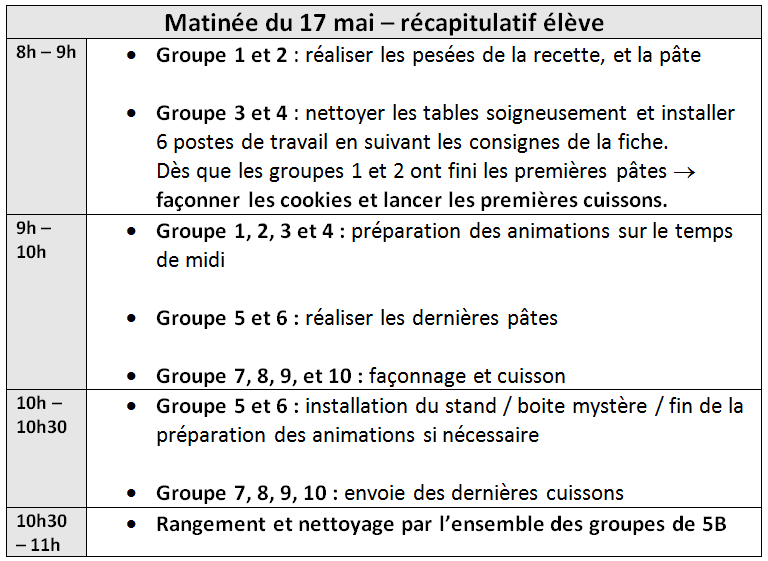 Matinée du 17 mai – récapitulatif élève
8h – 9h
• Groupe 1 et 2 : réaliser les pesées de la recette, et la pâte
• Groupe 3 et 4 : nettoyer les tables soigneusement et installer
6 postes de travail en suivant les consignes de la fiche.
Dès que les groupes 1 et 2 ont fini les premières pâtes →
façonner les cookies et lancer les premières cuissons.
9h –
10h
• Groupe 1, 2, 3 et 4 : préparation des animations sur le temps
de midi
• Groupe 5 et 6 : réaliser les dernières pâtes
• Groupe 7, 8, 9, et 10 : façonnage et cuisson
10h –
10h30
• Groupe 5 et 6 : installation du stand / boite mystère / fin de la
préparation des animations si nécessaire
• Groupe 7, 8, 9, 10 : envoie des dernières cuissons
10h30
– 11h
• Rangement et nettoyage par l'ensemble des groupes de 5B